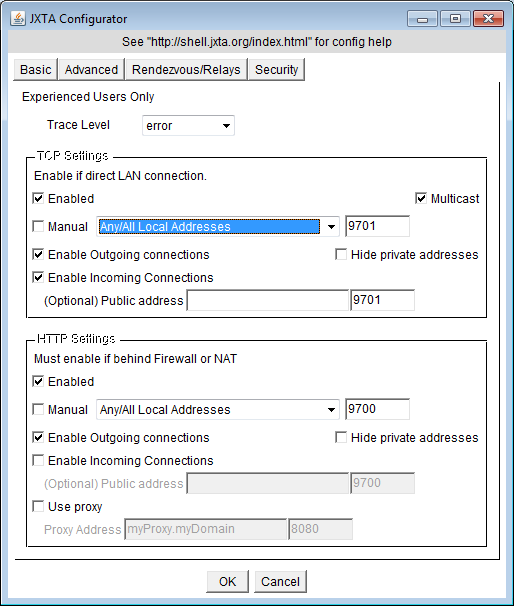 JXTA Configurator
See "http://shell.jxta.org/index.html" for config help
Basic Advanced Rendezvous/Relays Security
Experienced Users Only
Trace Level error
TCP Settings
Enable if direct LAN connection.
Enabled Multicast
Manual Any/All Local Addresses 9701
Enable Outgoing connections Hide private addresses
Enable Incoming Connections
(Optional) Public address 9701
HTTP Settings
Must enable if behind Firewall or NAT
Enabled
Manual Any/All Local Addresses 9700
Enable Outgoing connections Hide private addresses
Enable Incoming Connections
(Optional) Public address 9700
Use proxy
Proxy Address myProxy.myDomain 8080
OK Cancel